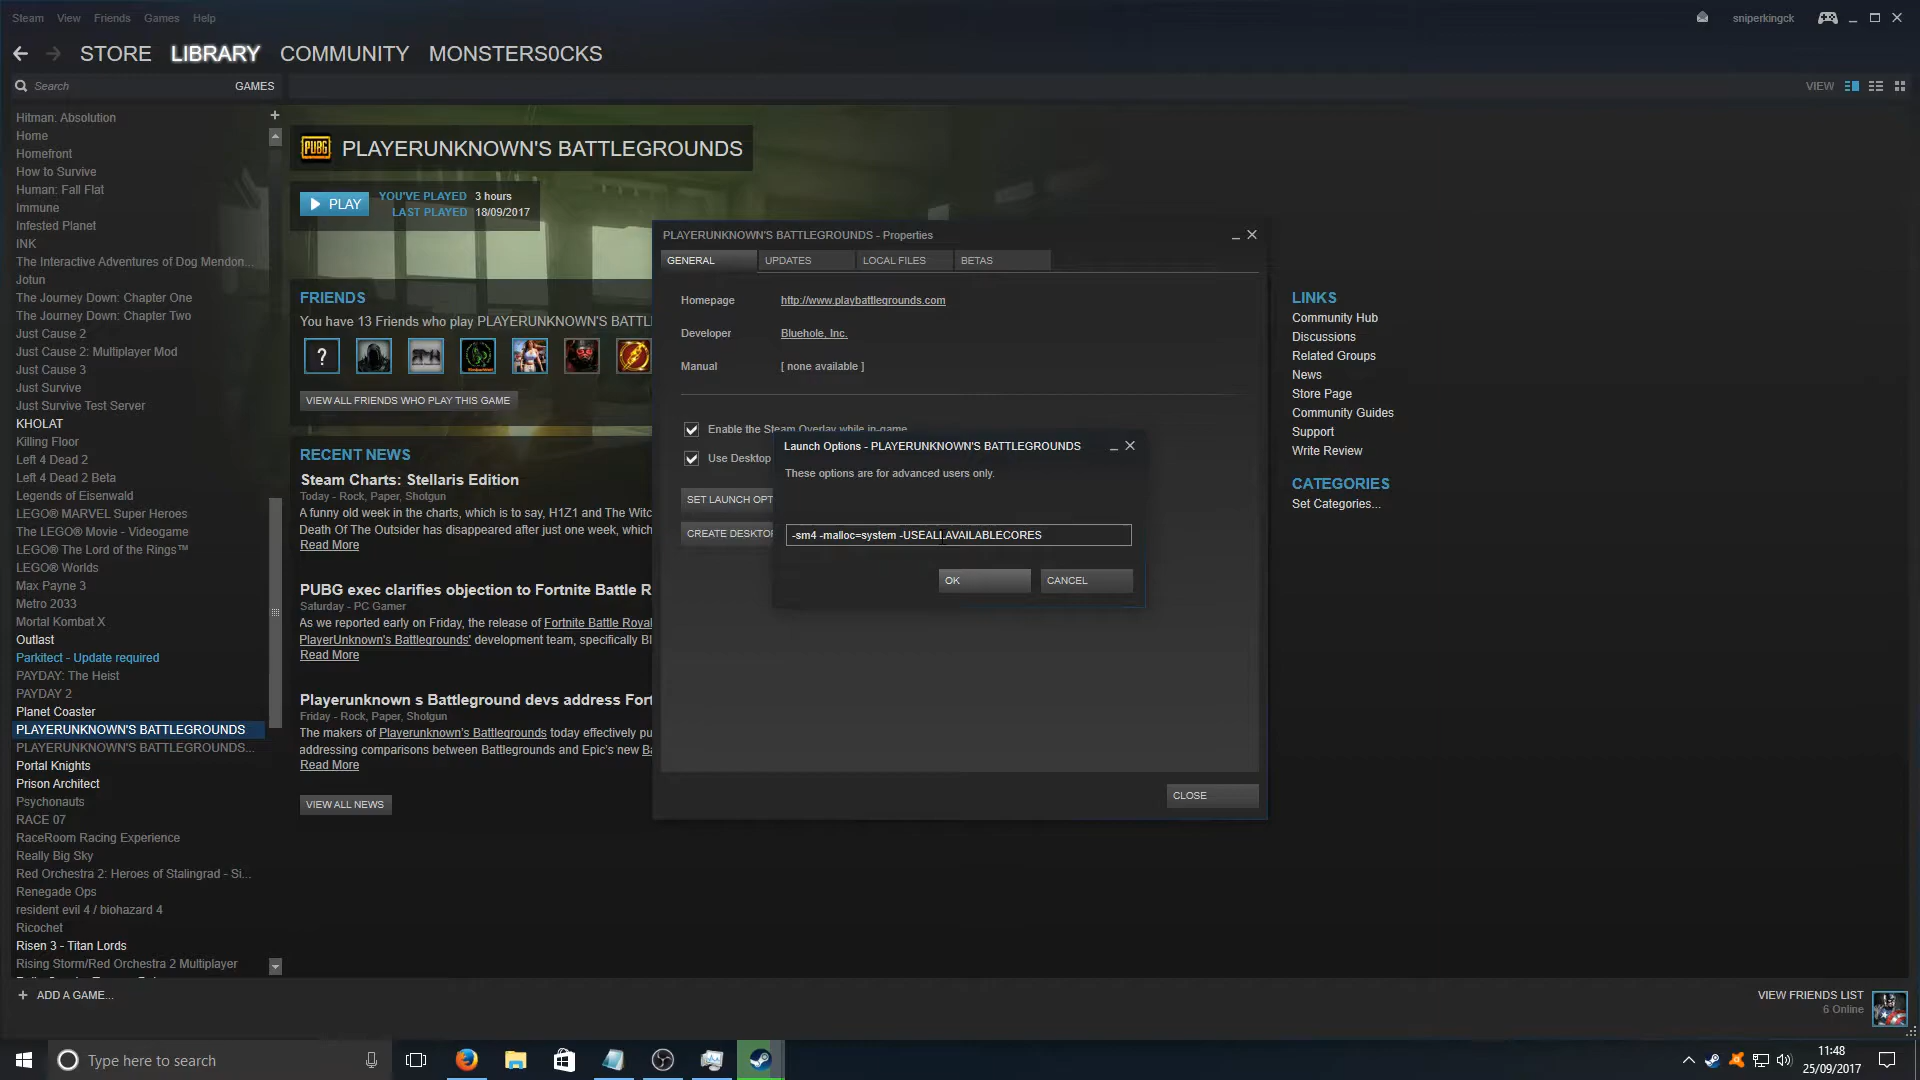 Steam View Friends Games Help
sniperkingck
STORE LIBRARY COMMUNITY MONSTERS0CKS
Search GAMES
VIEW
Hitman: Absolution
Home
Homefront
How to Survive
Human: Fall Flat
Immune
Infested Planet
INK
The Interactive Adventures of Dog Mendon...
Jotun
The Journey Down: Chapter One
The Journey Down: Chapter Two
Just Cause 2
Just Cause 2: Multiplayer Mod
Just Cause 3
Just Survive
Just Survive Test Server
KHOLAT
Killing Floor
Left 4 Dead 2
Left 4 Dead 2 Beta
Legends of Eisenwald
LEGO® MARVEL Super Heroes
The LEGO® Movie - Videogame
LEGO® The Lord of the Rings™
LEGO® Worlds
Max Payne 3
Metro 2033
Mortal Kombat X
Outlast
Parkitect - Update required
PAYDAY: The Heist
PAYDAY 2
Planet Coaster
PLAYERUNKNOWN'S BATTLEGROUNDS
PLAYERUNKNOWN'S BATTLEGROUNDS...
Portal Knights
Prison Architect
Psychonauts
RACE 07
RaceRoom Racing Experience
Really Big Sky
Red Orchestra 2: Heroes of Stalingrad - Si...
Renegade Ops
resident evil 4 / biohazard 4
Ricochet
Risen 3 - Titan Lords
Rising Storm/Red Orchestra 2 Multiplayer
ADD A GAME...
PUBG PLAYERUNKNOWN'S BATTLEGROUNDS
PLAY
YOU'VE PLAYED 3 hours
LAST PLAYED 18/09/2017
FRIENDS
You have 13 Friends who play PLAYERUNKNOWN'S BATTL
?
VIEW ALL FRIENDS WHO PLAY THIS GAME
RECENT NEWS
Steam Charts: Stellaris Edition
Today - Rock, Paper, Shotgun
A funny old week in the charts, which is to say, H1Z1 and The Witc
Death Of The Outsider has disappeared after just one week, which
Read More
PUBG exec clarifies objection to Fortnite Battle R
Saturday - PC Gamer
As we reported early on Friday, the release of Fortnite Battle Royal
PlayerUnknown's Battlegrounds' development team, specifically Bl
Read More
Playerunknown s Battleground devs address Fort
Friday - Rock, Paper, Shotgun
The makers of Playerunknown's Battlegrounds today effectively pu
addressing comparisons between Battlegrounds and Epic's new Ba
Read More
VIEW ALL NEWS
PLAYERUNKNOWN'S BATTLEGROUNDS - Properties
GENERAL UPDATES LOCAL FILES BETAS
Homepage http://www.playbattlegrounds.com
Developer Bluehole, Inc.
Manual [ none available ]
Enable the Steam Overlay while in-game
Use Desktop
SET LAUNCH OPT
CREATE DESKTOP
Launch Options - PLAYERUNKNOWN'S BATTLEGROUNDS
These options are for advanced users only.
-sm4 -malloc=system -USEALLAVAILABLECORES
OK CANCEL
CLOSE
LINKS
Community Hub
Discussions
Related Groups
News
Store Page
Community Guides
Support
Write Review
CATEGORIES
Set Categories...
VIEW FRIENDS LIST
6 Online
Type here to search
11:48
25/09/2017